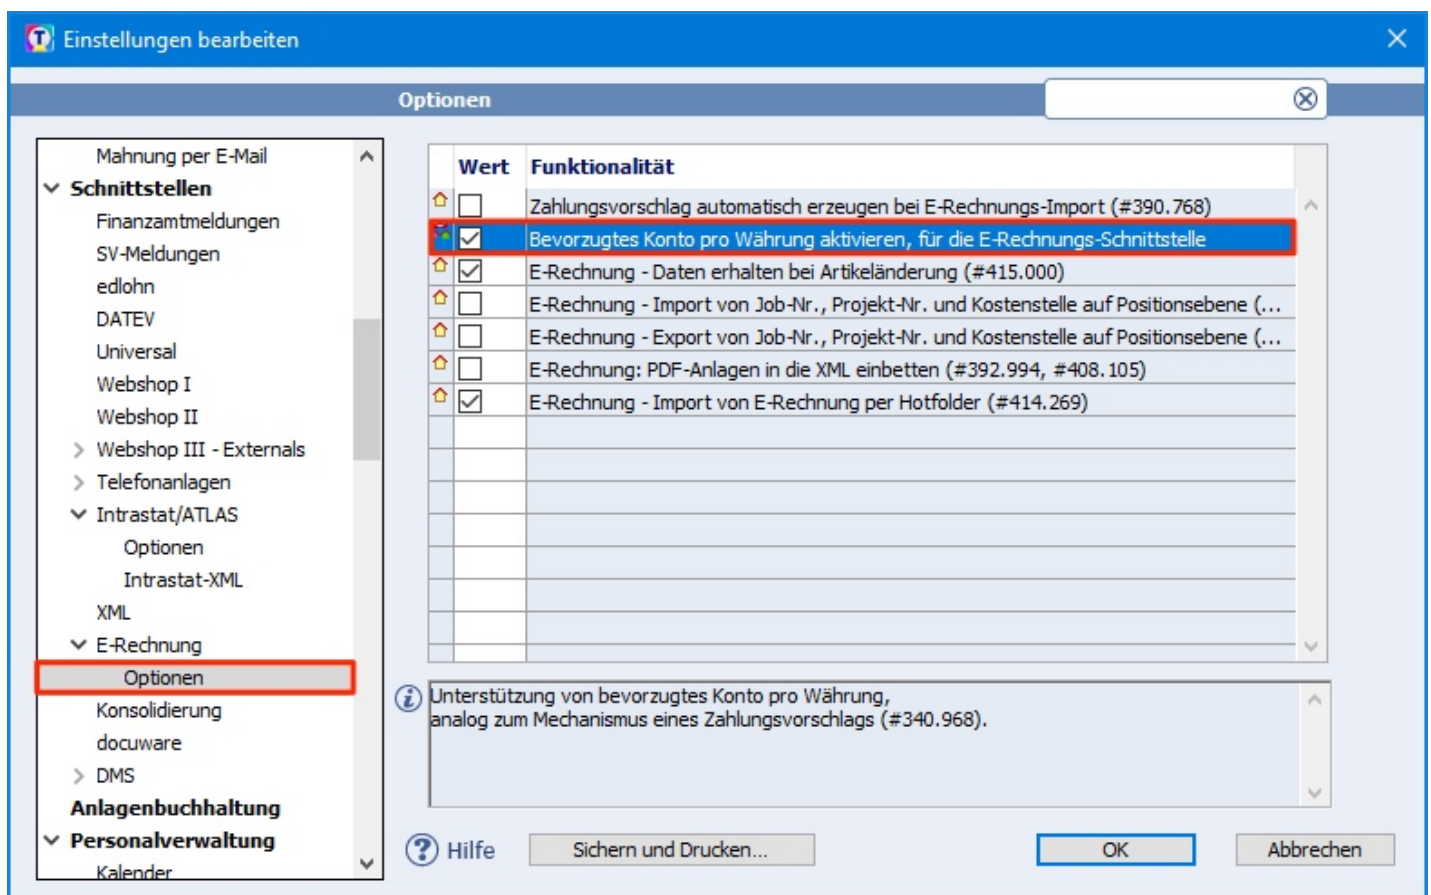 Einstellungen bearbeiten
Optionen
Mahnung per E-Mail
Schnittstellen
Finanzamtmeldungen
SV-Meldungen
edlohn
DATEV
Universal
Webshop I
Webshop II
Webshop III - Externals
Telefonanlagen
Intrastat/ATLAS
Optionen
Intrastat-XML
XML
E-Rechnung
Optionen
Konsolidierung
docuware
DMS
Anlagenbuchhaltung
Personalverwaltung
Kalender
Wert Funktionalität
Zahlungsvorschlag automatisch erzeugen bei E-Rechnungs-Import (#390.768)
Bevorzugtes Konto pro Währung aktivieren, für die E-Rechnungs-Schnittstelle
E-Rechnung - Daten erhalten bei Artikeländerung (#415.000)
E-Rechnung - Import von Job-Nr., Projekt-Nr. und Kostenstelle auf Positionsebene (...
E-Rechnung - Export von Job-Nr., Projekt-Nr. und Kostenstelle auf Positionsebene (...
E-Rechnung: PDF-Anlagen in die XML einbetten (#392.994, #408.105)
E-Rechnung - Import von E-Rechnung per Hotfolder (#414.269)
Unterstützung von bevorzugtes Konto pro Währung,
analog zum Mechanismus eines Zahlungsvorschlags (#340.968).
Hilfe
Sichern und Drucken...
OK
Abbrechen